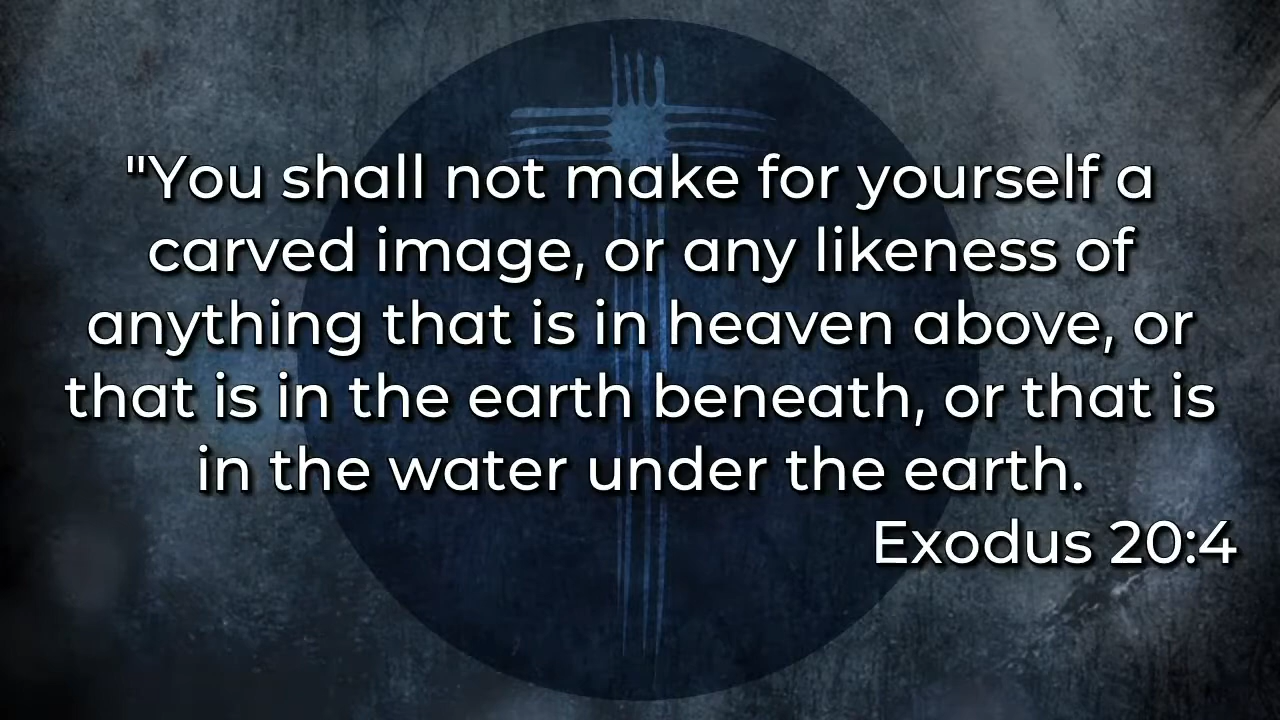 "You shall not make for yourself a
carved image, or any likeness of
anything that is in heaven above, or
that is in the earth beneath, or that is
in the water under the earth.
Exodus 20:4